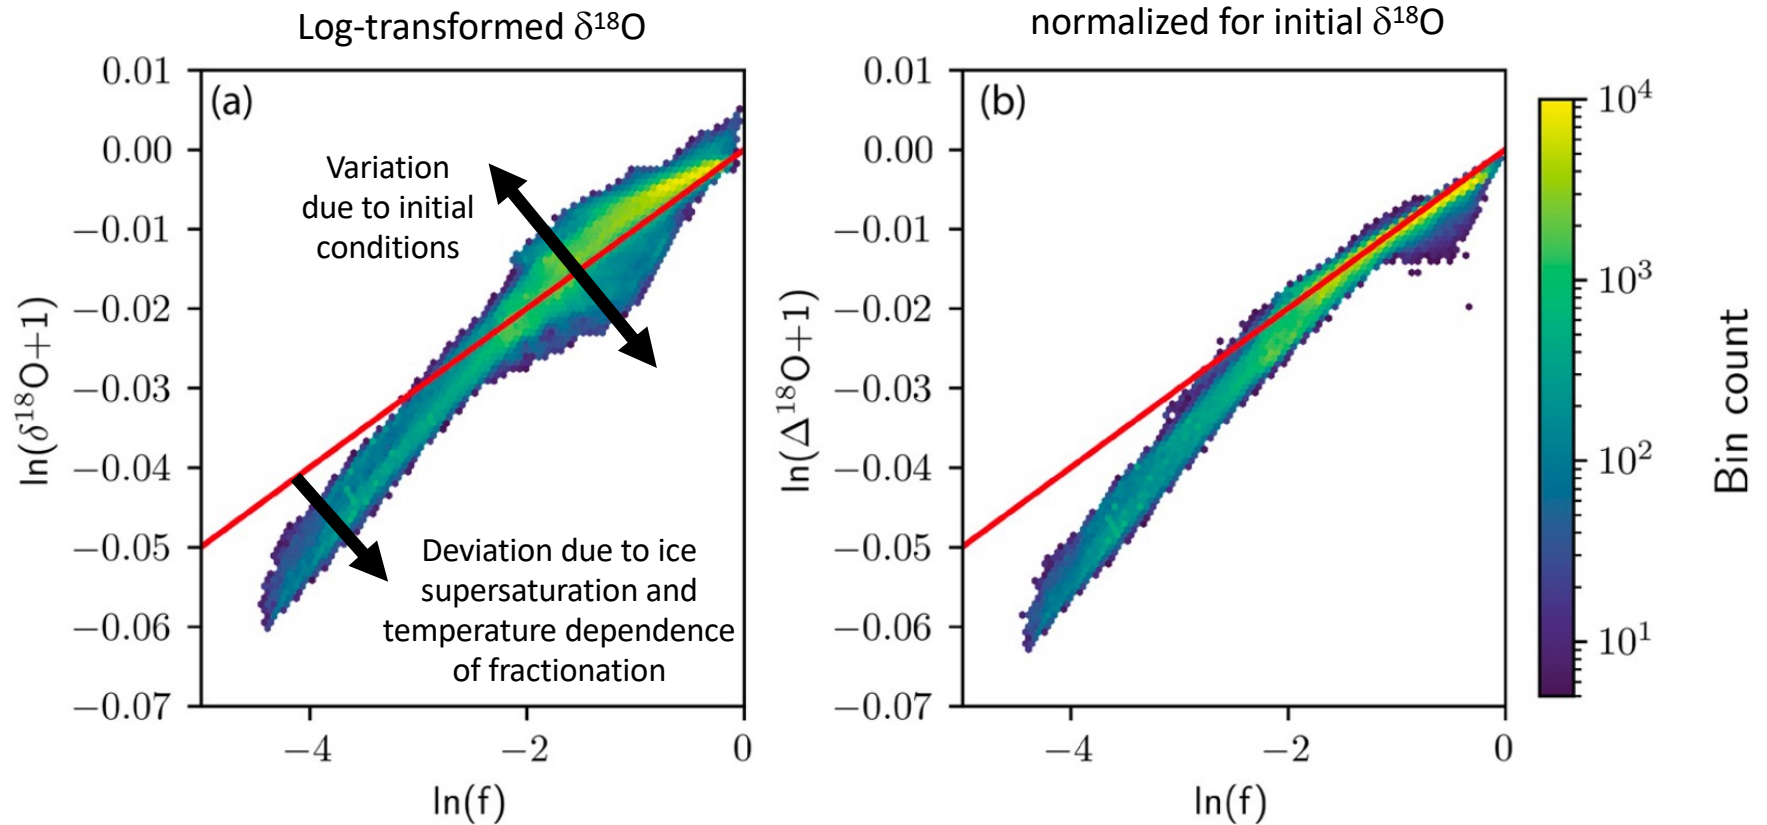 Log-transformed δ¹⁸O
normalized for initial δ¹⁸O
(a)
0.01
0.00
−0.01
−0.02
−0.03
−0.04
−0.05
−0.06
−0.07
ln(δ¹⁸O+1)
Variation
due to initial
conditions
Deviation due to ice
supersaturation and
temperature dependence
of fractionation
−4
−2
0
ln(f)
(b)
0.01
0.00
−0.01
−0.02
−0.03
−0.04
−0.05
−0.06
−0.07
ln(Δ¹⁸O+1)
−4
−2
0
ln(f)
10⁴
10³
10²
10¹
Bin count